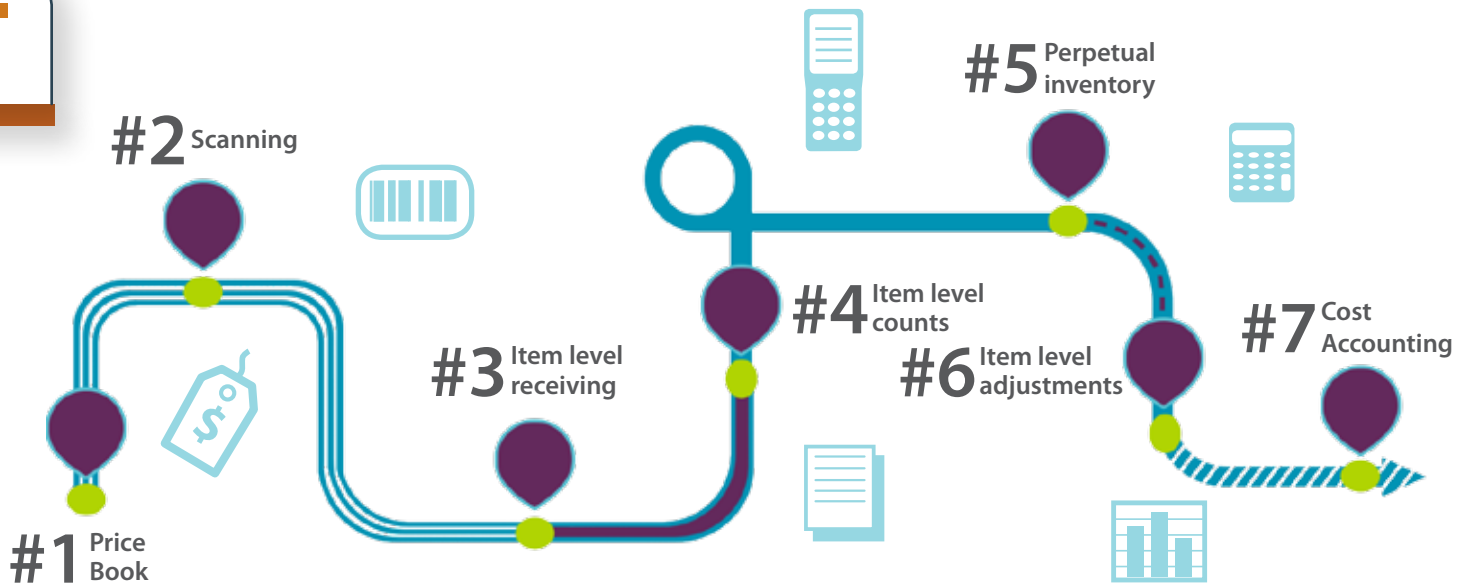 #1 Price
Book
#2 Scanning
#3 Item level
receiving
#4 Item level
counts
#5 Perpetual
inventory
#6 Item level
adjustments
#7 Cost
Accounting
$